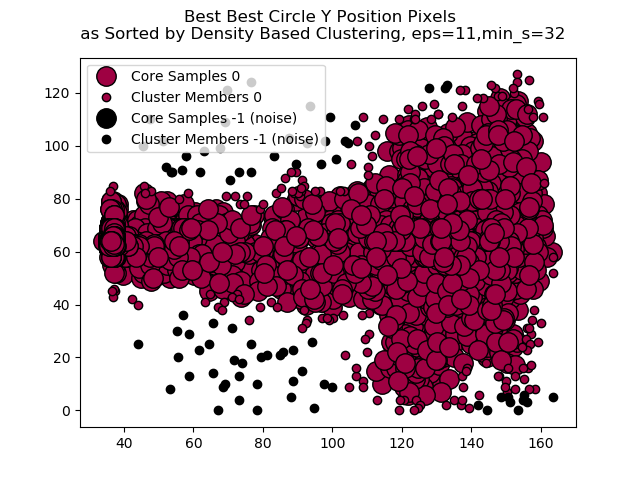 Best Best Circle Y Position Pixels
as Sorted by Density Based Clustering, eps=11,min_s=32
Core Samples 0
Cluster Members 0
Core Samples -1 (noise)
Cluster Members -1 (noise)
120
100
80
60
40
20
0
40 60 80 100 120 140 160